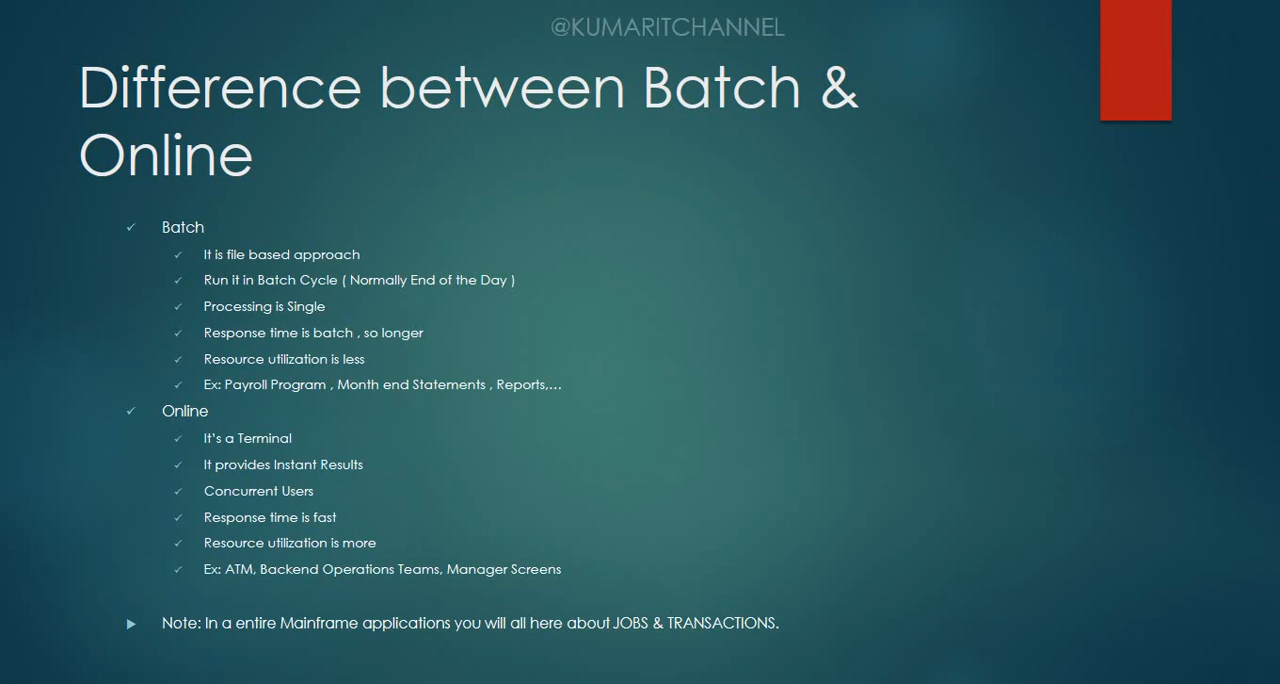 @KUMARITCHANNEL
Difference between Batch &
Online
Batch
It is file based approach
Run it in Batch Cycle ( Normally End of the Day )
Processing is Single
Response time is batch , so longer
Resource utilization is less
Ex: Payroll Program , Month end Statements , Reports,…
Online
It’s a Terminal
It provides Instant Results
Concurrent Users
Response time is fast
Resource utilization is more
Ex: ATM, Backend Operations Teams, Manager Screens
Note: In a entire Mainframe applications you will all here about JOBS & TRANSACTIONS.